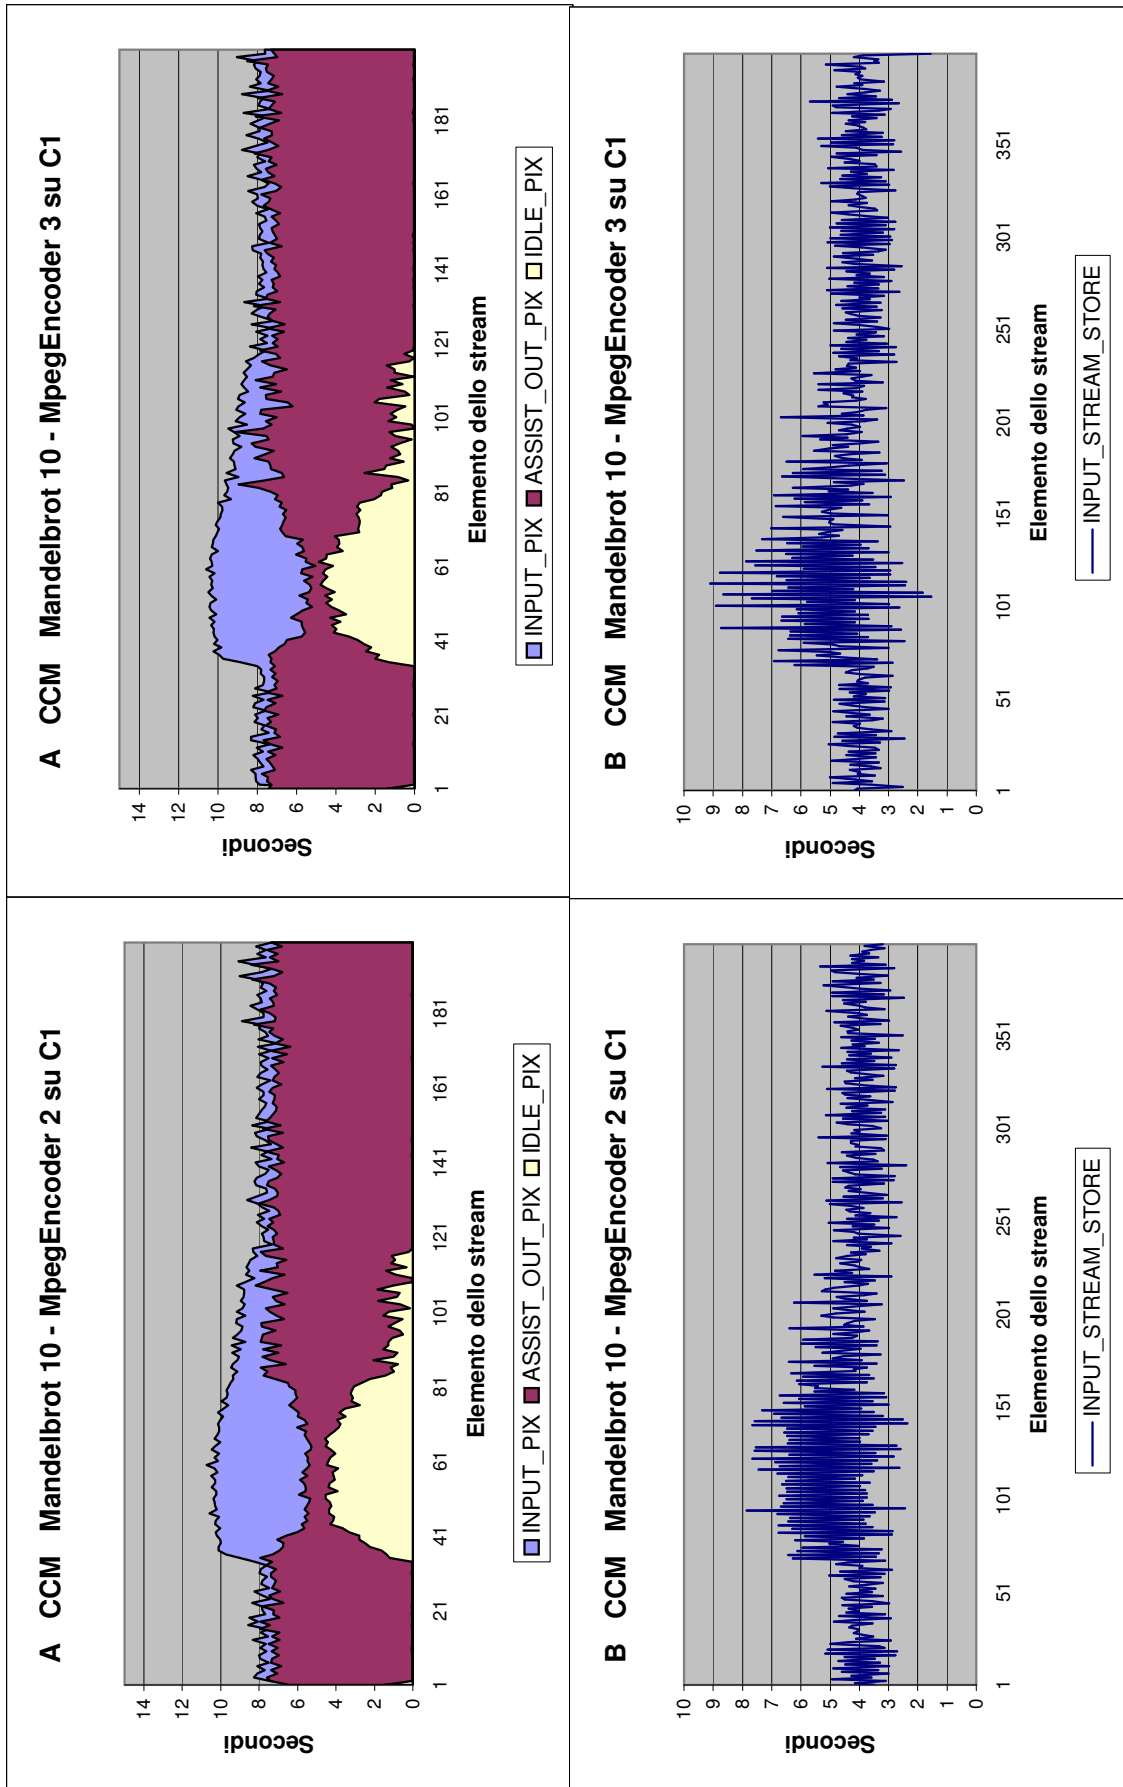 A CCM Mandelbrot 10 - MpegEncoder 2 su C1
Secondi
14
12
10
8
6
4
2
0
1 21 41 61 81 101 121 141 161 181
Elemento dello stream
INPUT_PIX ASSIST_OUT_PIX IDLE_PIX
A CCM Mandelbrot 10 - MpegEncoder 3 su C1
Secondi
14
12
10
8
6
4
2
0
1 21 41 61 81 101 121 141 161 181
Elemento dello stream
INPUT_PIX ASSIST_OUT_PIX IDLE_PIX
B CCM Mandelbrot 10 - MpegEncoder 2 su C1
Secondi
10
9
8
7
6
5
4
3
2
1
0
1 51 101 151 201 251 301 351
Elemento dello stream
INPUT_STREAM_STORE
B CCM Mandelbrot 10 - MpegEncoder 3 su C1
Secondi
10
9
8
7
6
5
4
3
2
1
0
1 51 101 151 201 251 301 351
Elemento dello stream
INPUT_STREAM_STORE